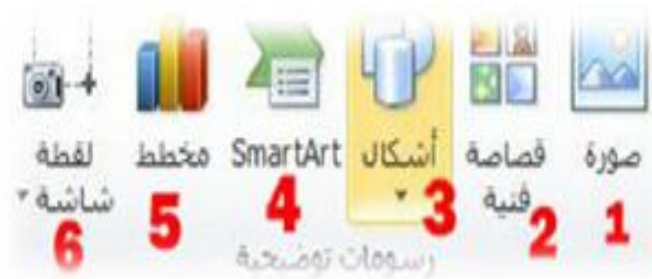 صورة
1
قصاصة
فنية
2
أشكال
3
SmartArt
4
مخطط
5
لقطة
شاشة
6
رسومات توضيحية